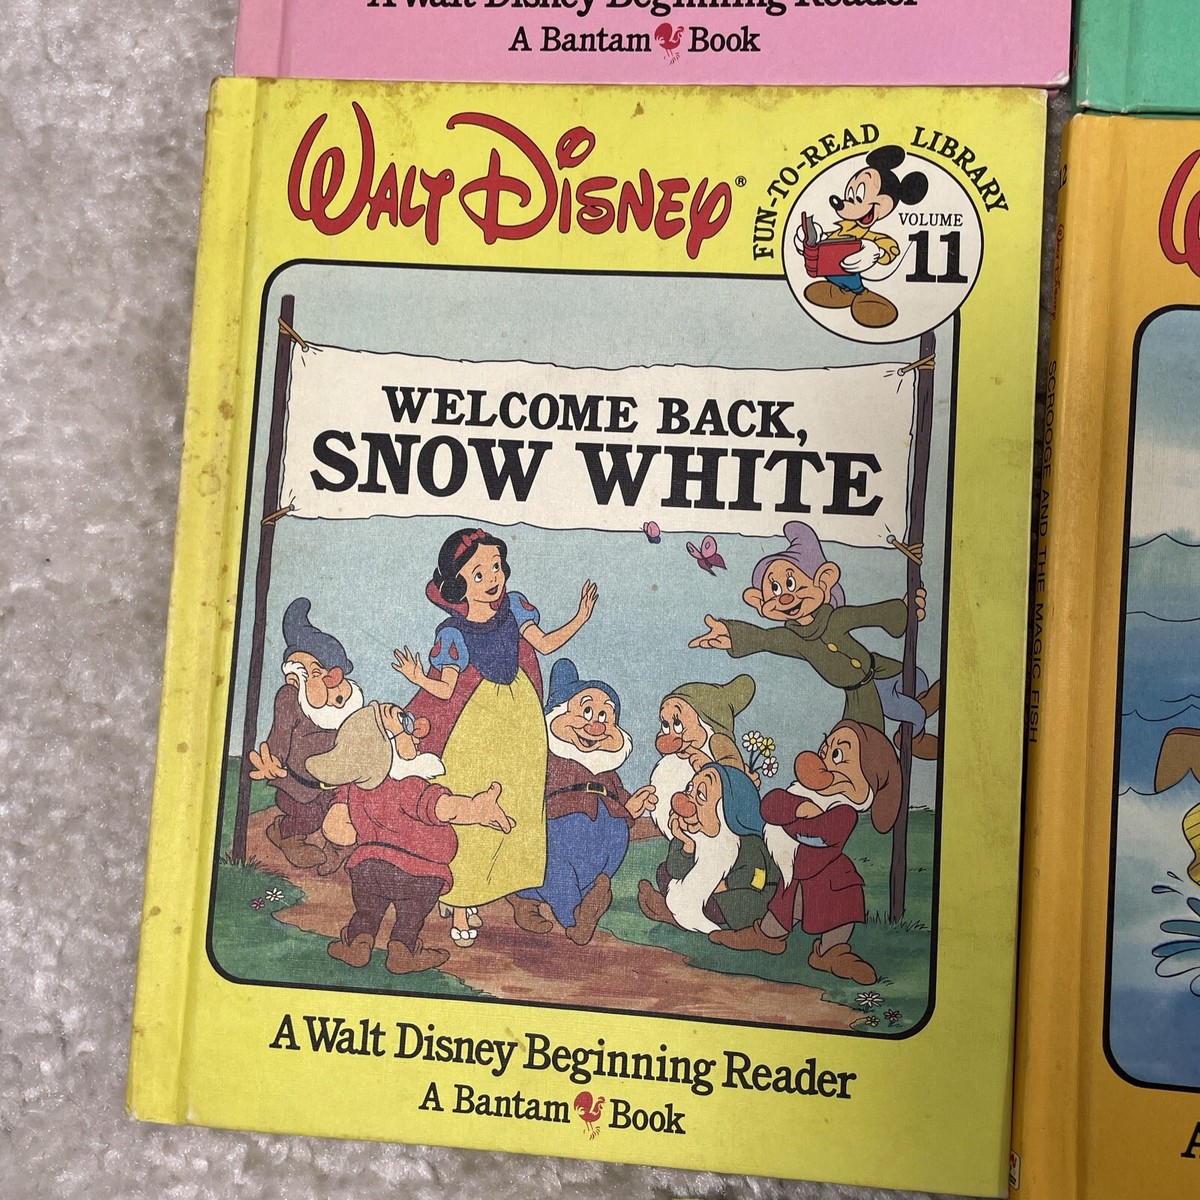 A Walt Disney Beginning Reader
A Bantam Book
WALT DISNEY®
FUN-TO-READ LIBRARY
VOLUME
11
WELCOME BACK,
SNOW WHITE
A Walt Disney Beginning Reader
A Bantam Book
SCROOGE AND THE MAGIC FISH